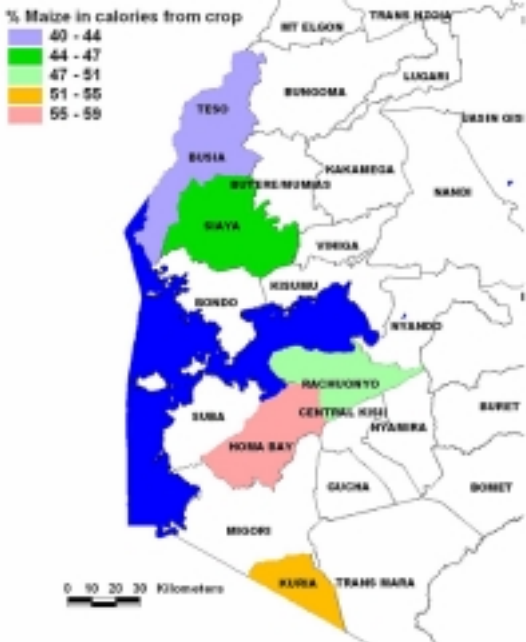 % Maize in calories from crop
40 - 44
44 - 47
47 - 51
51 - 55
55 - 59
MT ELGON
TRANS NZOIA
LUGARI
BUNGOMA
TESO
UASIN GIS
BUSIA
KAKAMEGA
BUTERE/MUMIAS
NANDI
SIAYA
VIHIGA
KISUMU
BONDO
NYANDO
RACHUONYO
BURET
SUBA
CENTRAL KISII
NYAMIRA
HOMA BAY
GUCHA
BOMET
MIGORI
KURIA
TRANS MARA
0 10 20 30 Kilometers